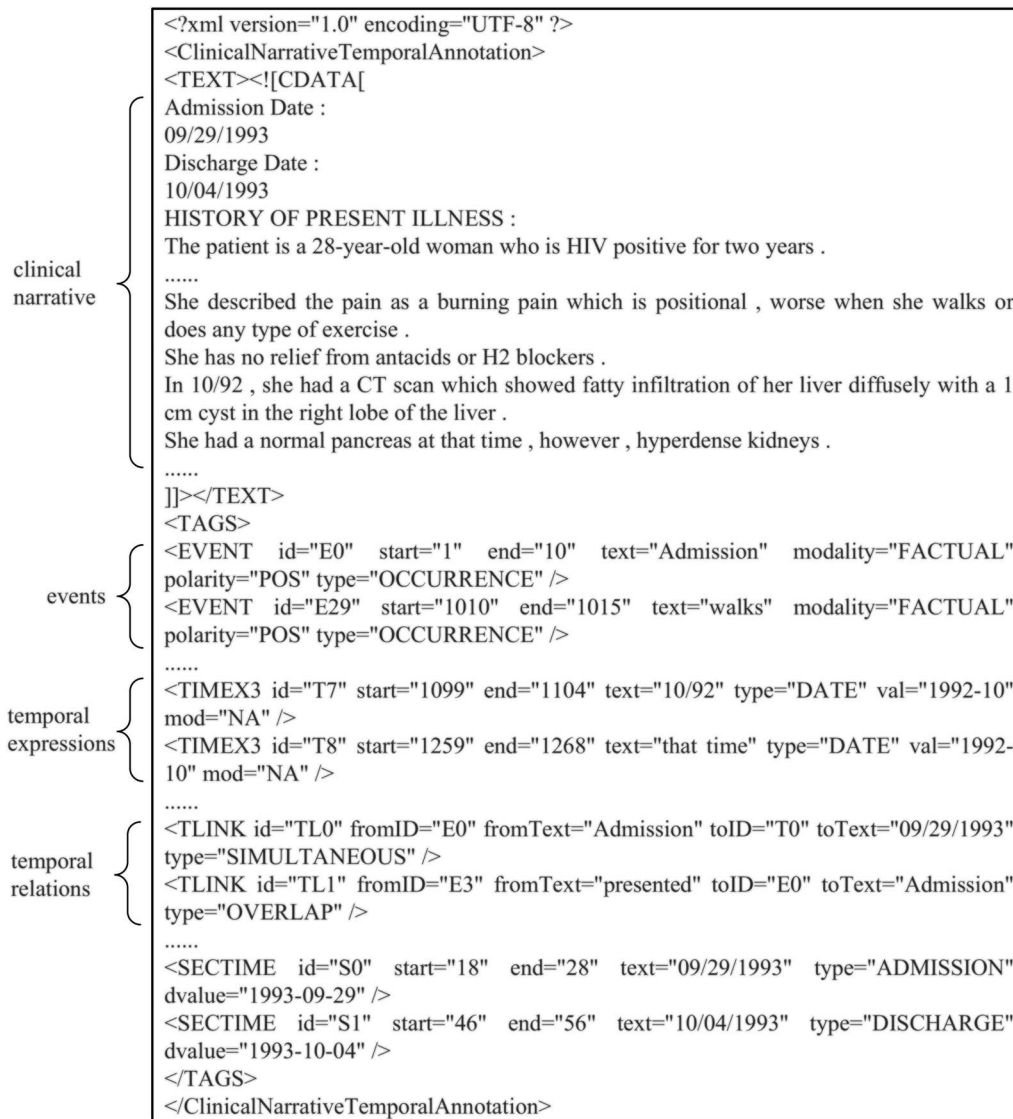 <?xml version="1.0" encoding="UTF-8" ?>
<ClinicalNarrativeTemporalAnnotation>
<TEXT><![CDATA[
Admission Date :
09/29/1993
Discharge Date :
10/04/1993
HISTORY OF PRESENT ILLNESS :
The patient is a 28-year-old woman who is HIV positive for two years .
clinical
narrative
......
She described the pain as a burning pain which is positional , worse when she walks or
does any type of exercise .
She has no relief from antacids or H2 blockers .
In 10/92 , she had a CT scan which showed fatty infiltration of her liver diffusely with a 1
cm cyst in the right lobe of the liver .
She had a normal pancreas at that time , however , hyperdense kidneys .
......
]]></TEXT>
<TAGS>
events
<EVENT id="E0" start="1" end="10" text="Admission" modality="FACTUAL"
polarity="POS" type="OCCURRENCE" />
<EVENT id="E29" start="1010" end="1015" text="walks" modality="FACTUAL"
polarity="POS" type="OCCURRENCE" />
......
temporal
expressions
<TIMEX3 id="T7" start="1099" end="1104" text="10/92" type="DATE" val="1992-10"
mod="NA" />
<TIMEX3 id="T8" start="1259" end="1268" text="that time" type="DATE" val="1992-
10" mod="NA" />
......
temporal
relations
<TLINK id="TL0" fromID="E0" fromText="Admission" toID="T0" toText="09/29/1993"
type="SIMULTANEOUS" />
<TLINK id="TL1" fromID="E3" fromText="presented" toID="E0" toText="Admission"
type="OVERLAP" />
......
<SECTIME id="S0" start="18" end="28" text="09/29/1993" type="ADMISSION"
dvalue="1993-09-29" />
<SECTIME id="S1" start="46" end="56" text="10/04/1993" type="DISCHARGE"
dvalue="1993-10-04" />
</TAGS>
</ClinicalNarrativeTemporalAnnotation>